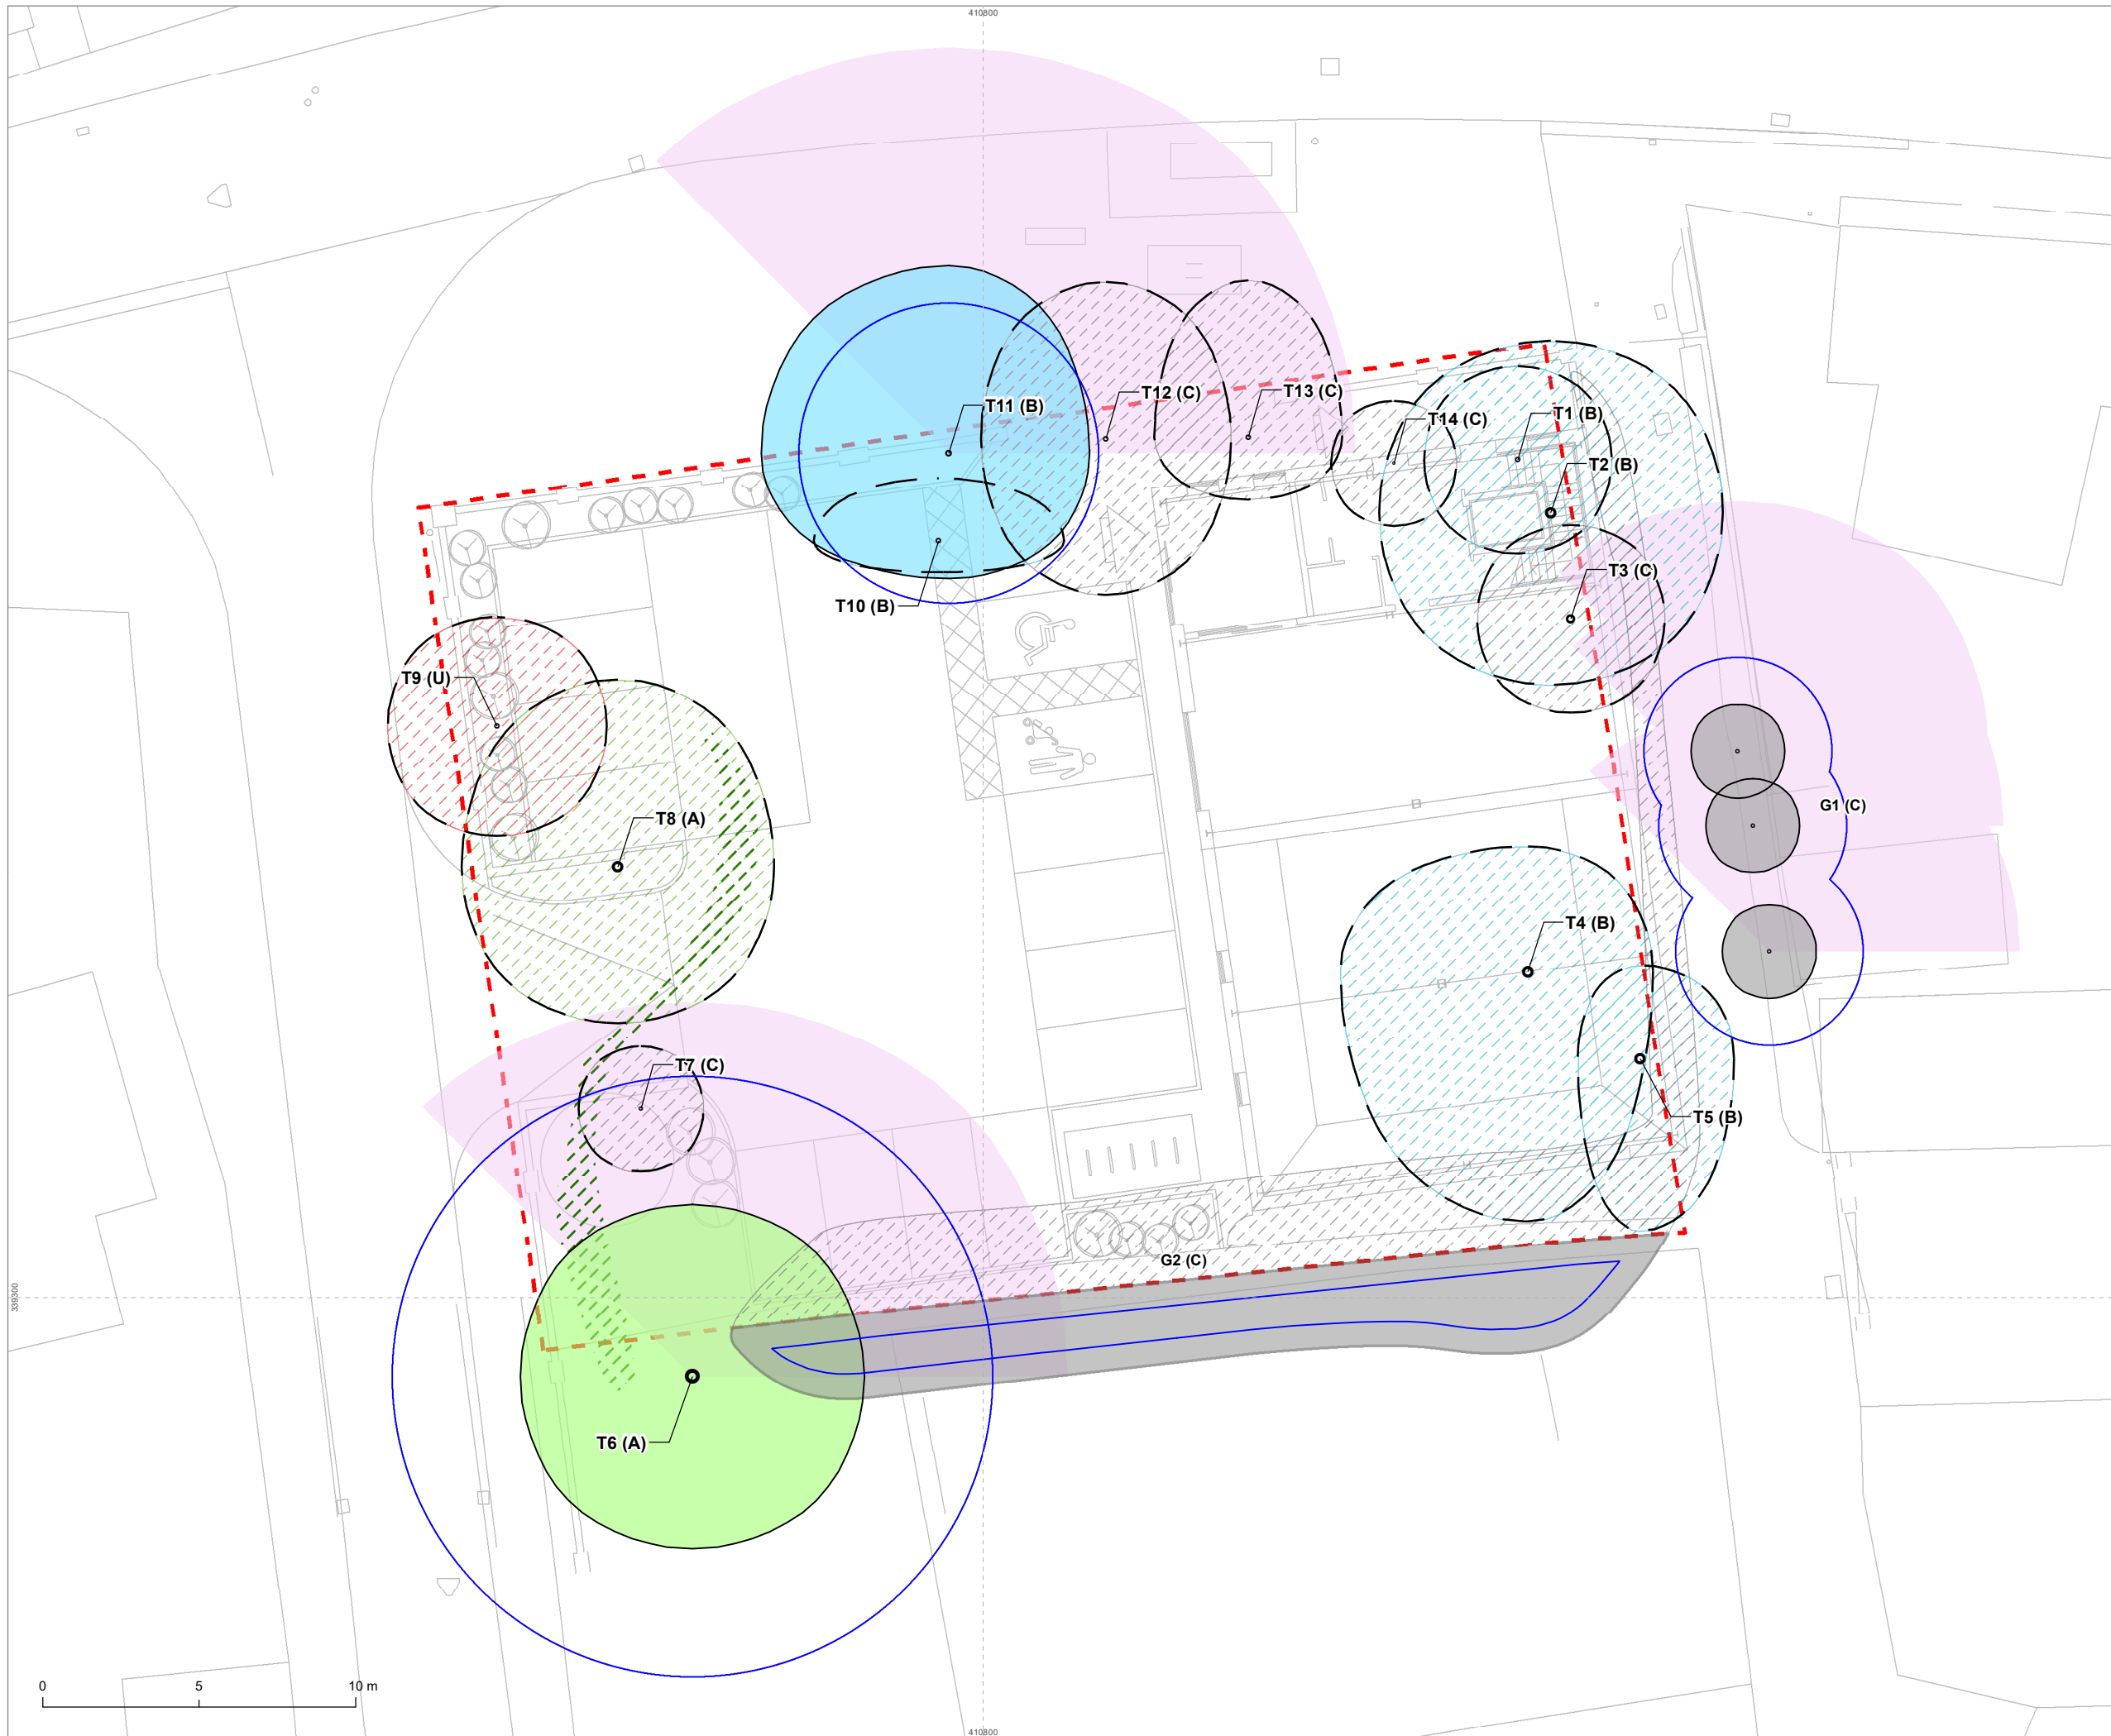 410800
T11 (B)
T12 (C)
T13 (C)
T14 (C)
T1 (B)
T2 (B)
T3 (C)
T10 (B)
T9 (U)
T8 (A)
G1 (C)
T4 (B)
T7 (C)
T5 (B)
G2 (C)
339300
T6 (A)
0 5 10 m
410800